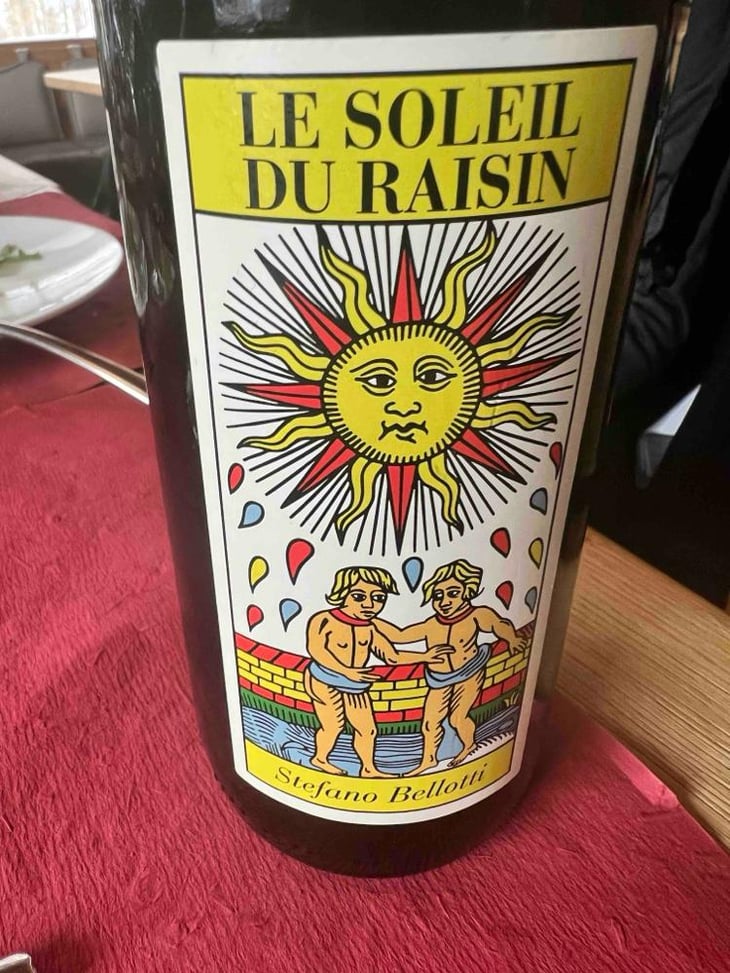 LE SOLEIL
DU RAISIN
Stefano Bellotti